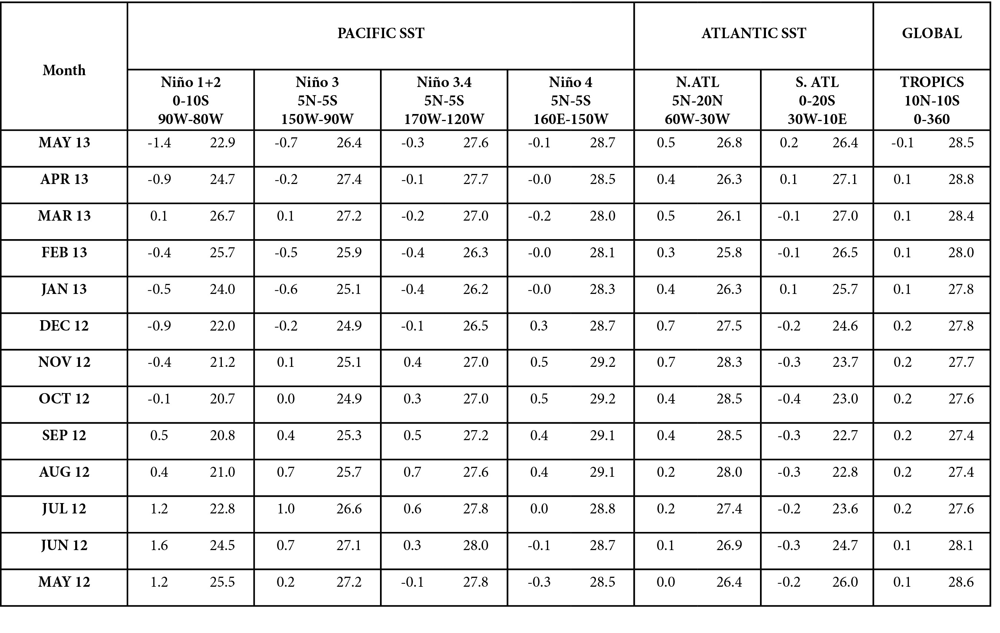 PACIFIC SST ATLANTIC SST GLOBAL
Month
Niño 1+2 Niño 3 Niño 3.4 Niño 4 N.ATL S. ATL TROPICS
0-10S 5N-5S 5N-5S 5N-5S 5N-20N 0-20S 10N-10S
90W-80W 150W-90W 170W-120W 160E-150W 60W-30W 30W-10E 0-360
MAY 13 -1.4 22.9 -0.7 26.4 -0.3 27.6 -0.1 28.7 0.5 26.8 0.2 26.4 -0.1 28.5
APR 13 -0.9 24.7 -0.2 27.4 -0.1 27.7 -0.0 28.5 0.4 26.3 0.1 27.1 0.1 28.8
MAR 13 0.1 26.7 0.1 27.2 -0.2 27.0 -0.2 28.0 0.5 26.1 -0.1 27.0 0.1 28.4
FEB 13 -0.4 25.7 -0.5 25.9 -0.4 26.3 -0.0 28.1 0.3 25.8 -0.1 26.5 0.1 28.0
JAN 13 -0.5 24.0 -0.6 25.1 -0.4 26.2 -0.0 28.3 0.4 26.3 0.1 25.7 0.1 27.8
DEC 12 -0.9 22.0 -0.2 24.9 -0.1 26.5 0.3 28.7 0.7 27.5 -0.2 24.6 0.2 27.8
NOV 12 -0.4 21.2 0.1 25.1 0.4 27.0 0.5 29.2 0.7 28.3 -0.3 23.7 0.2 27.7
OCT 12 -0.1 20.7 0.0 24.9 0.3 27.0 0.5 29.2 0.4 28.5 -0.4 23.0 0.2 27.6
SEP 12 0.5 20.8 0.4 25.3 0.5 27.2 0.4 29.1 0.4 28.5 -0.3 22.7 0.2 27.4
AUG 12 0.4 21.0 0.7 25.7 0.7 27.6 0.4 29.1 0.2 28.0 -0.3 22.8 0.2 27.4
JUL 12 1.2 22.8 1.0 26.6 0.6 27.8 0.0 28.8 0.2 27.4 -0.2 23.6 0.2 27.6
JUN 12 1.6 24.5 0.7 27.1 0.3 28.0 -0.1 28.7 0.1 26.9 -0.3 24.7 0.1 28.1
MAY 12 1.2 25.5 0.2 27.2 -0.1 27.8 -0.3 28.5 0.0 26.4 -0.2 26.0 0.1 28.6